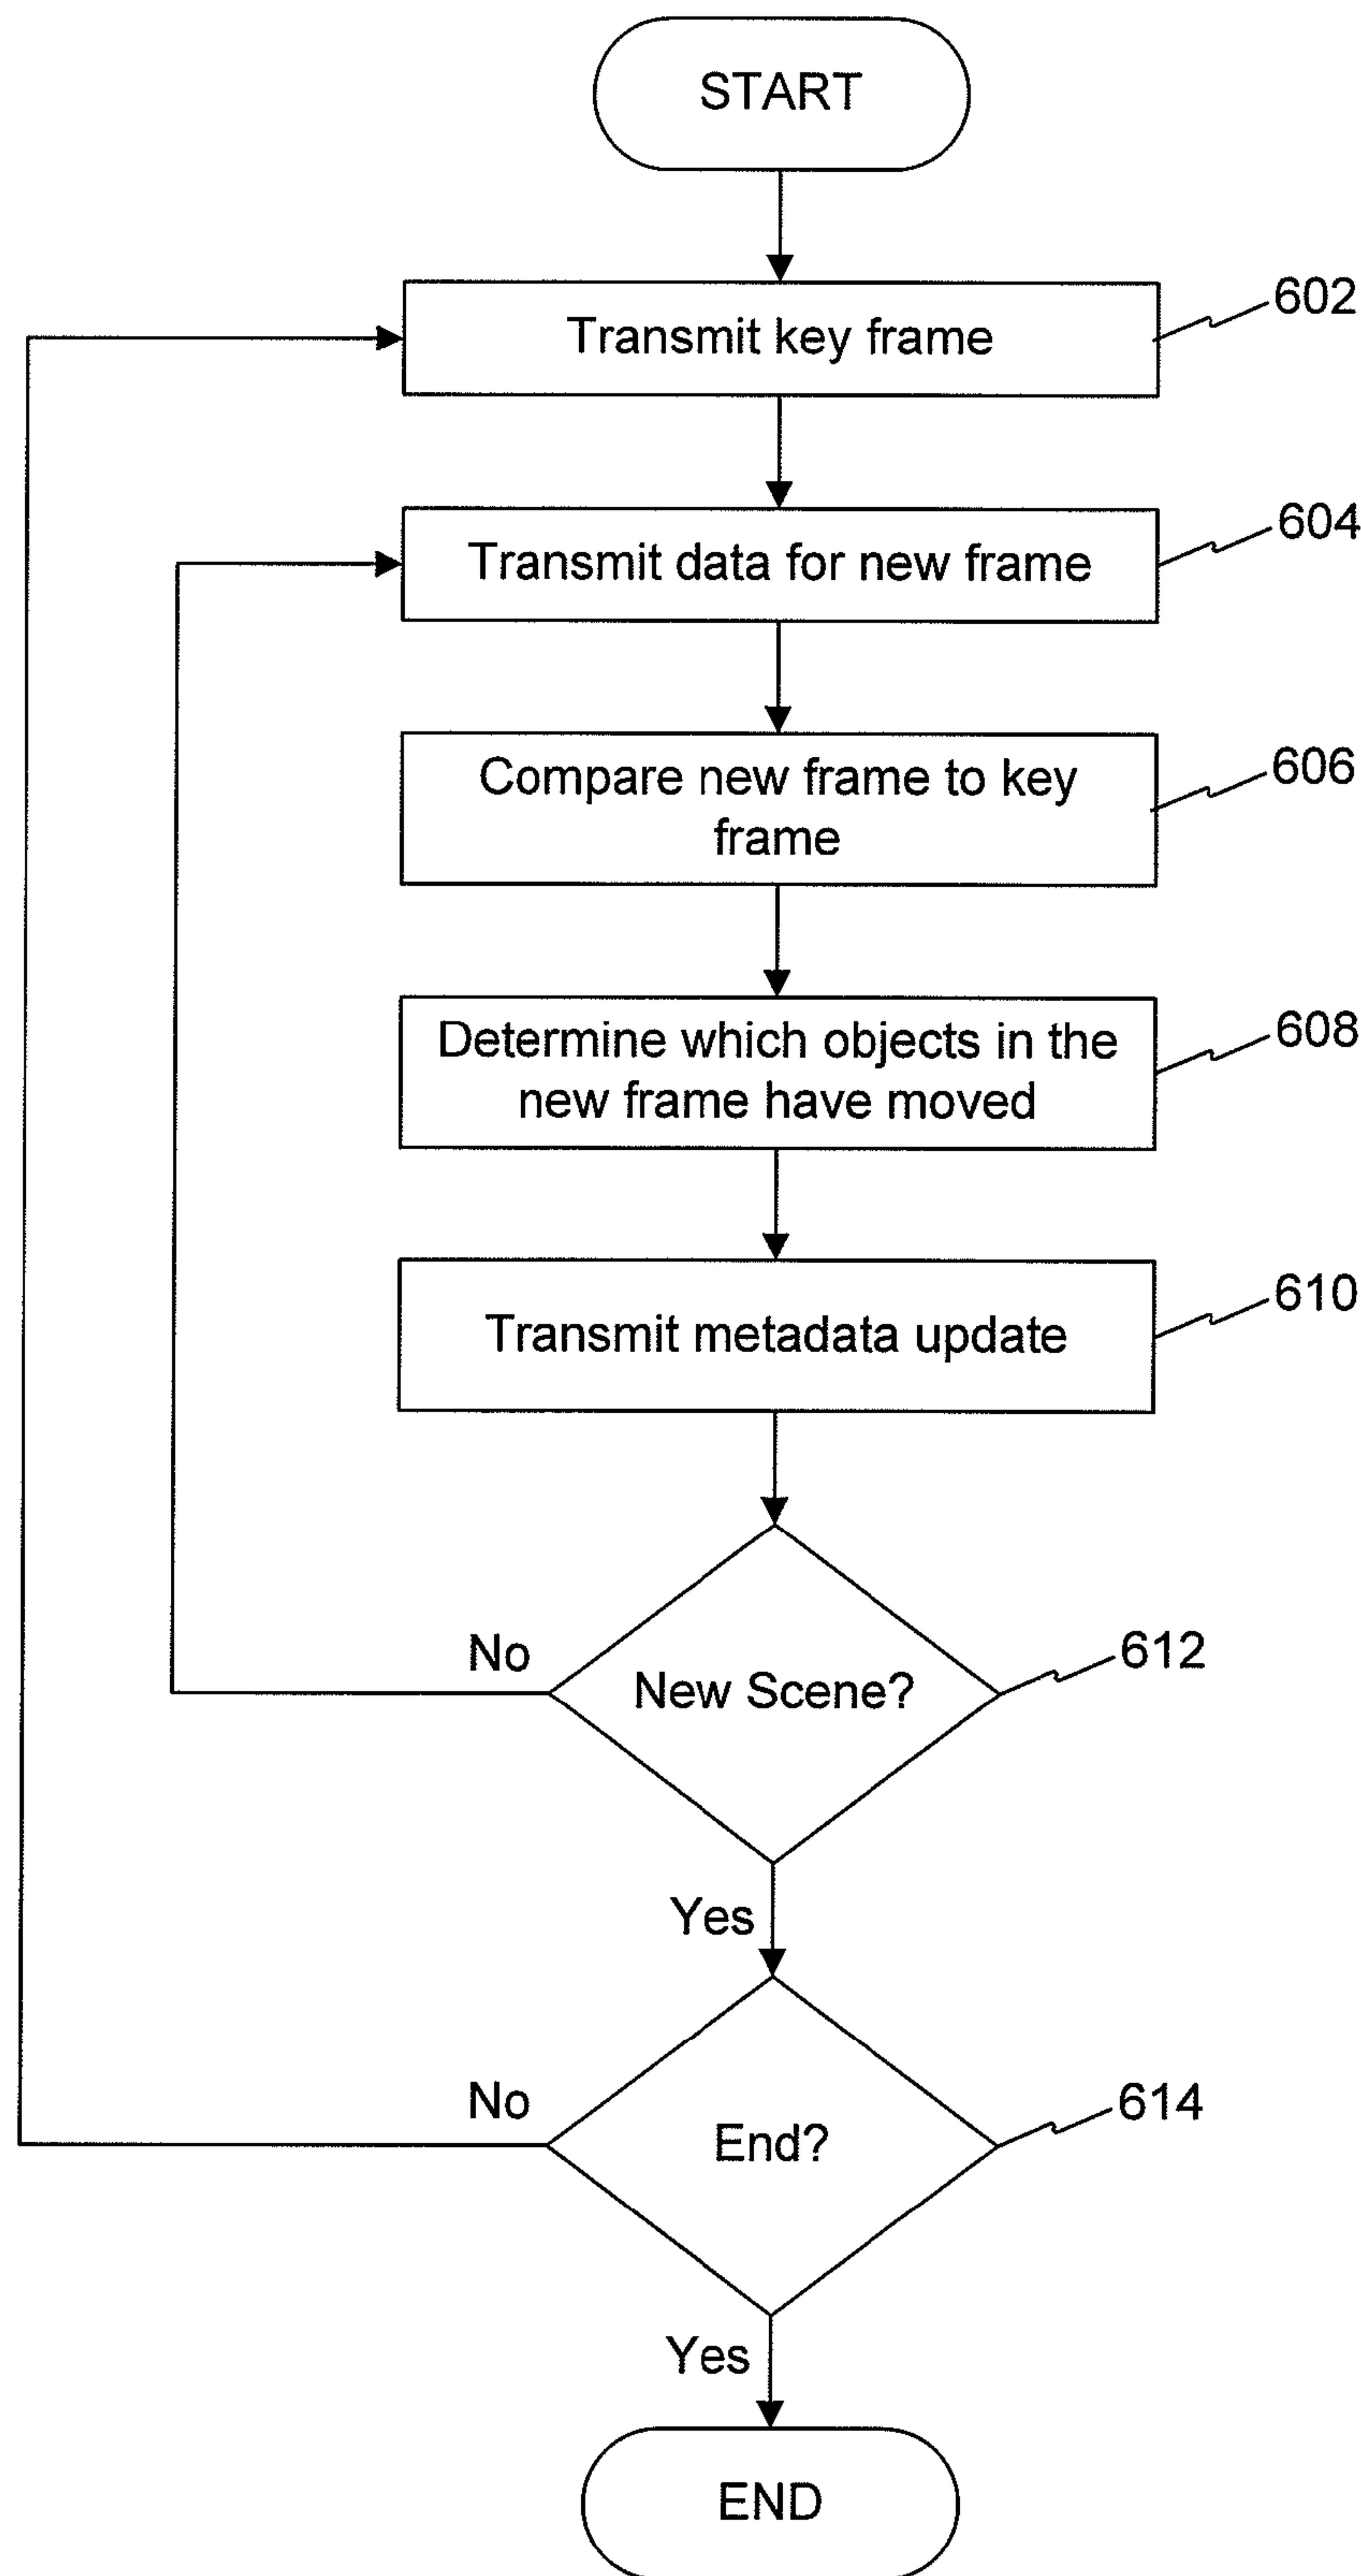 START
Transmit key frame
602
Transmit data for new frame
604
Compare new frame to key
frame
606
Determine which objects in the
new frame have moved
608
Transmit metadata update
610
No
New Scene?
612
Yes
No
End?
614
Yes
END